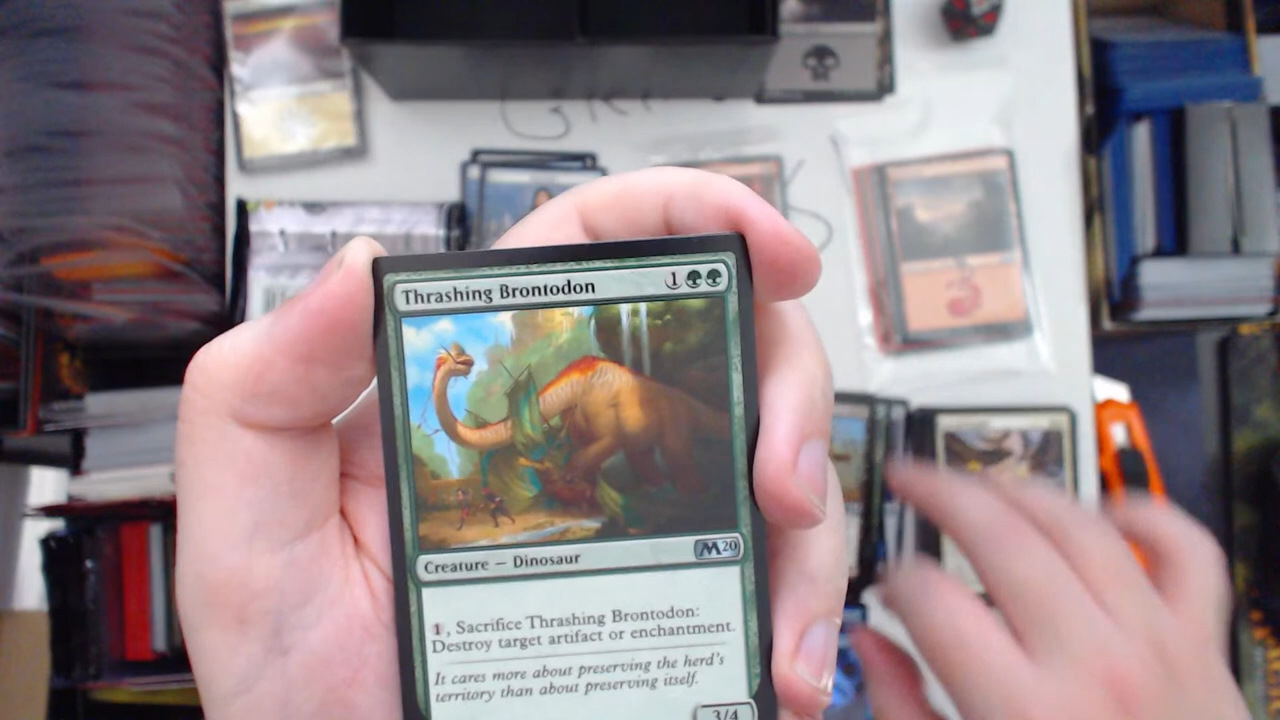 Thrashing Brontodon 1
M20
Creature — Dinosaur
1, Sacrifice Thrashing Brontodon:
Destroy target artifact or enchantment.
It cares more about preserving the herd's
territory than about preserving itself.
3/4